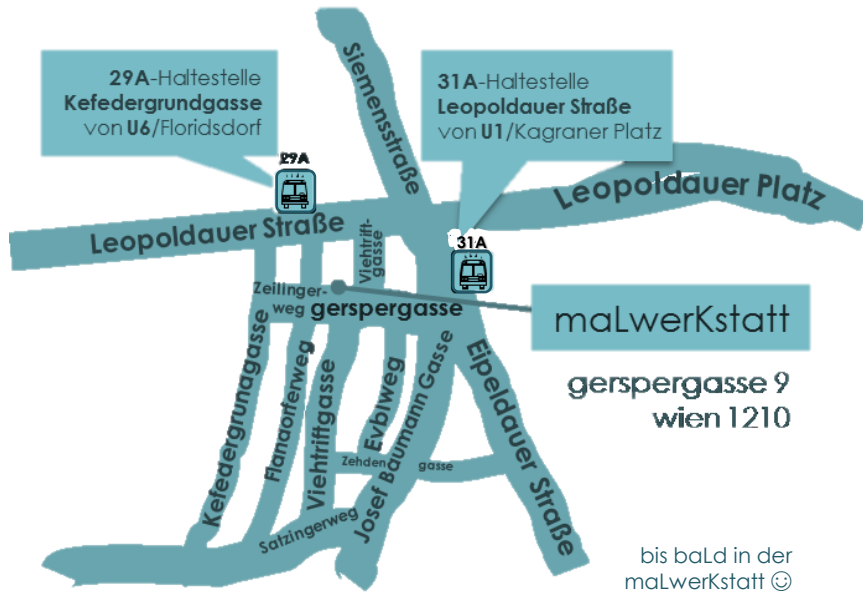 29A-Haltestelle
Kefedergrundgasse
von U6/Floridsdorf
31A-Haltestelle
Leopoldauer Straße
von U1/Kagraner Platz
Siemensstraße
29A
Leopoldauer Platz
Leopoldauer Straße
Viehtrift-
gasse
31A
Zeilinger-
weg
gerspergasse
maLwerKstatt
gerspergasse 9
wien 1210
Kefedergrundgasse
Flandorferweg
Viehtriftgasse
Evblweg
Josef Baumann Gasse
Eipeldauer Straße
Zehden
gasse
Satzingerweg
bis baLd in der
maLwerKstatt ☺